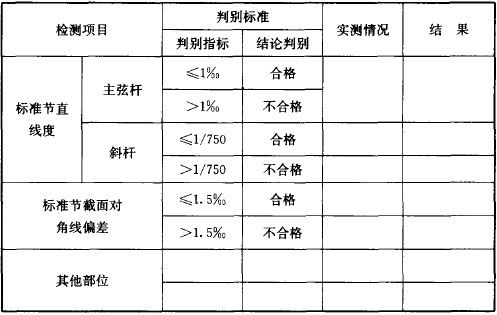 检测项目
判别标准
实测情况
结 果
判别指标
结论判别
标准节直
线度
主弦杆
≤1‰
合格
>1‰
不合格
斜杆
≤1/750
合格
>1/750
不合格
标准节截面对
角线偏差
≤1.5‰
合格
>1.5‰
不合格
其他部位